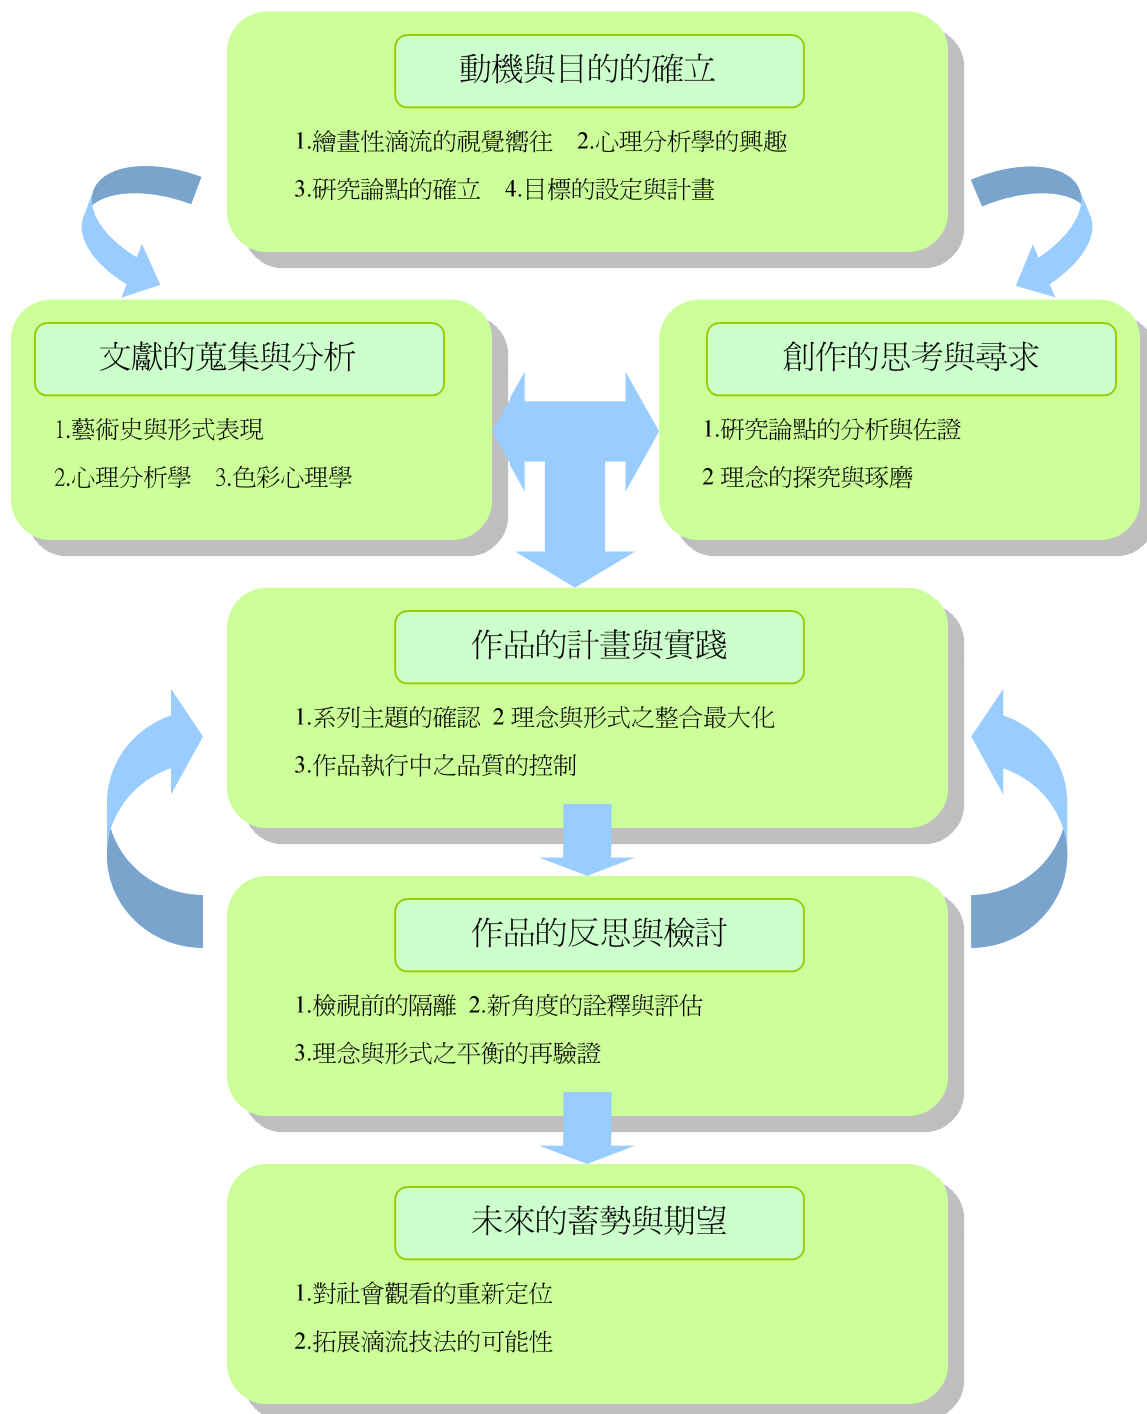 動機與目的的確立
1.繪畫性滴流的視覺嚮往 2.心理分析學的興趣
3.研究論點的確立 4.目標的設定與計畫
文獻的蒐集與分析
1.藝術史與形式表現
2.心理分析學 3.色彩心理學
創作的思考與尋求
1.研究論點的分析與佐證
2 理念的探究與琢磨
作品的計畫與實踐
1.系列主題的確認 2 理念與形式之整合最大化
3.作品執行中之品質的控制
作品的反思與檢討
1.檢視前的隔離 2.新角度的詮釋與評估
3.理念與形式之平衡的再驗證
未來的蓄勢與期望
1.對社會觀看的重新定位
2.拓展滴流技法的可能性